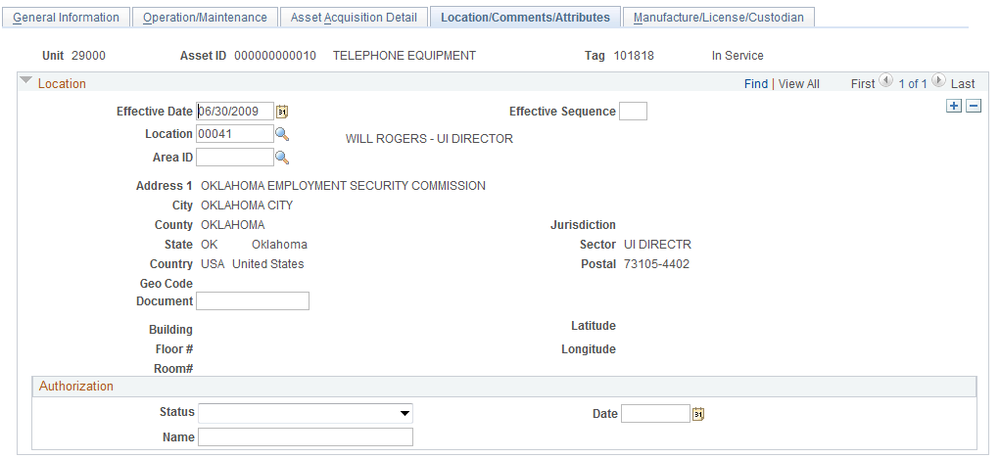 General Information Operation/Maintenance Asset Acquisition Detail Location/Comments/Attributes Manufacture/License/Custodian
Unit 29000 Asset ID 000000000010 TELEPHONE EQUIPMENT Tag 101818 In Service
Location Find | View All First 1 of 1 Last
Effective Date 06/30/2009 31 Effective Sequence
Location 00041 WILL ROGERS - UI DIRECTOR
Area ID
Address 1 OKLAHOMA EMPLOYMENT SECURITY COMMISSION
City OKLAHOMA CITY
County OKLAHOMA Jurisdiction
State OK Oklahoma Sector UI DIRECTR
Country USA United States Postal 73105-4402
Geo Code
Document
Building Latitude
Floor # Longitude
Room#
Authorization
Status Date 31
Name